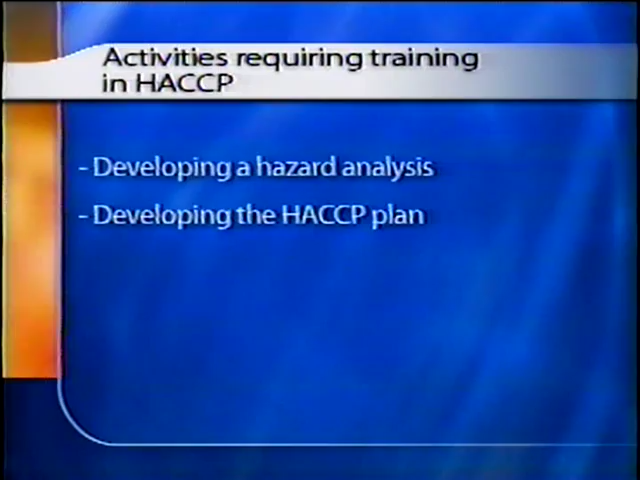 Activities requiring training
in HACCP
- Developing a hazard analysis
- Developing the HACCP plan